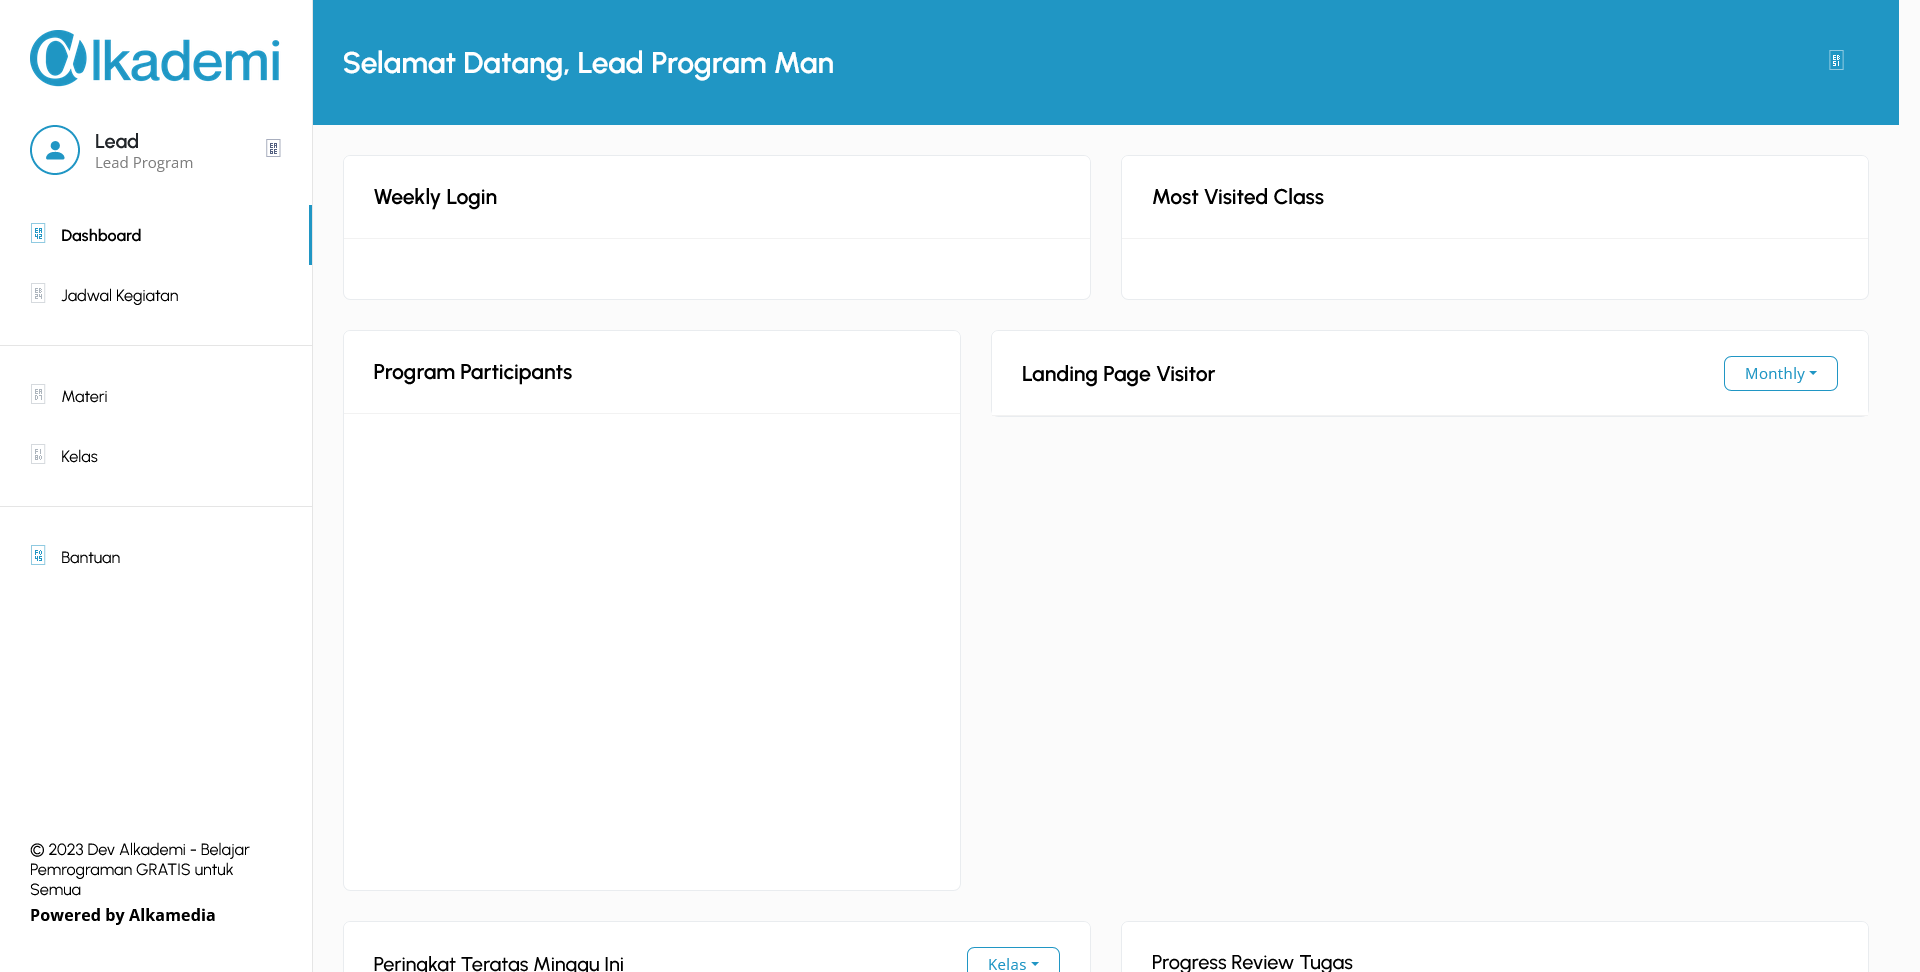 Alkademi
Lead
Lead Program
Dashboard
Jadwal Kegiatan
Materi
Kelas
Bantuan
© 2023 Dev Alkademi - Belajar
Pemrograman GRATIS untuk
Semua
Powered by Alkamedia
Selamat Datang, Lead Program Man
Weekly Login
Most Visited Class
Program Participants
Landing Page Visitor
Monthly
Peringkat Teratas Minggu Ini
Kelas
Progress Review Tugas